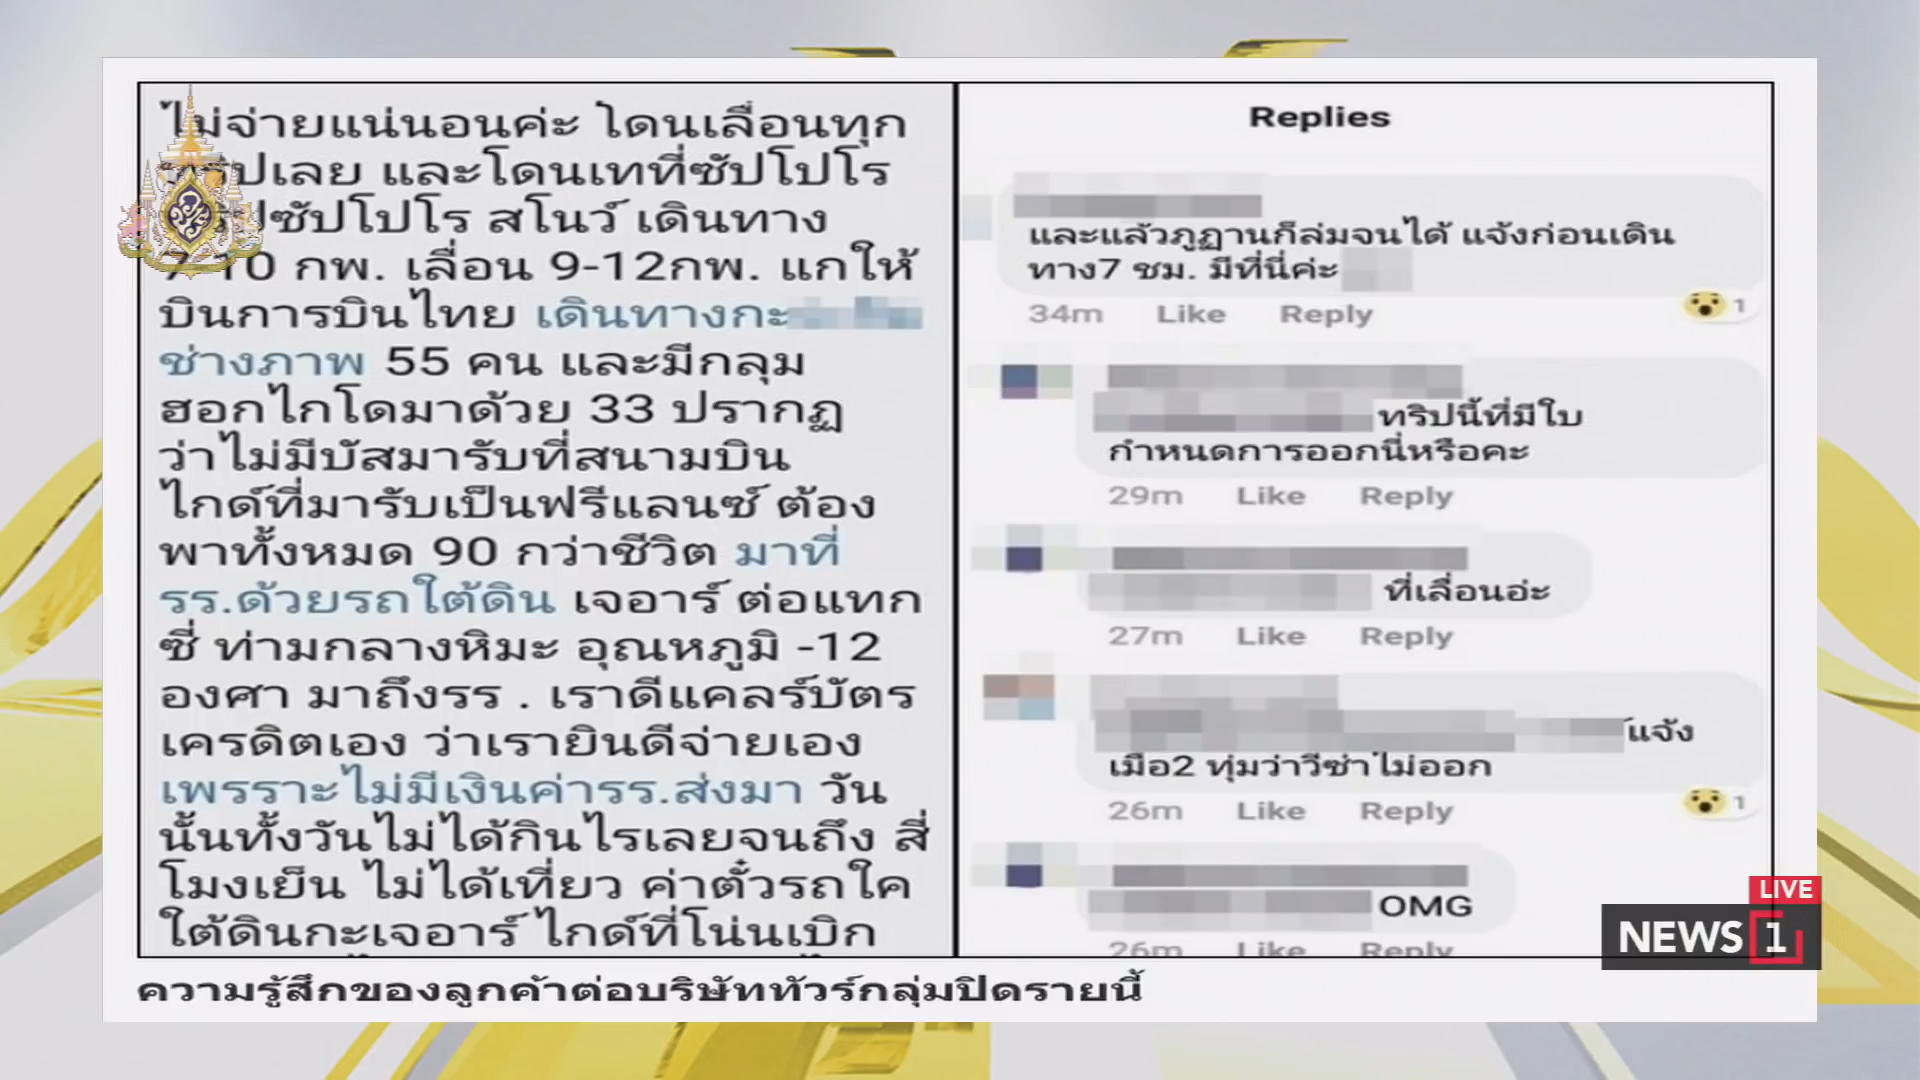 ไม่จ่ายแน่นอนค่ะ โดนเลื่อนทุก
ทริปเลย และโดนเทที่ซัปโปโร
ทริปซัปโปโร สโนว์ เดินทาง
7-10 กพ. เลื่อน 9-12กพ. แกให้
บินการบินไทย เดินทางกะ
ช่างภาพ 55 คน และมีกลุม
ฮอกไกโดมาด้วย 33 ปรากฏ
ว่าไม่มีบัสมารับที่สนามบิน
ไกด์ที่มารับเป็นฟรีแลนซ์ ต้อง
พาทั้งหมด 90 กว่าชีวิต มาที่
รร.ด้วยรถใต้ดิน เจอาร์ ต่อแทก
ซี่ ท่ามกลางหิมะ อุณหภูมิ -12
องศา มาถึงรร . เราดีแคลร์บัตร
เครดิตเอง ว่าเรายินดีจ่ายเอง
เพรราะไม่มีเงินค่ารร.ส่งมา วัน
นั้นทั้งวันไม่ได้กินไรเลยจนถึง สี่
โมงเย็น ไม่ได้เที่ยว ค่าตั๋วรถใค
ใต้ดินกะเจอาร์ ไกด์ที่โน่นเบิก
Replies
และแล้วภูฏานก็ล่มจนได้ แจ้งก่อนเดิน
ทาง7 ชม. มีที่นี่ค่ะ
34m Like Reply 1
ทริปนี้ที่มีใบ
กำหนดการออกนี่หรือคะ
29m Like Reply
ที่เลื่อนอ่ะ
27m Like Reply
แจ้ง
เมือ2 ทุ่มว่าวีซ่าไม่ออก
26m Like Reply 1
OMG
26m Like Reply
ความรู้สึกของลูกค้าต่อบริษัททัวร์กลุ่มปิดรายนี้
LIVE
NEWS 1